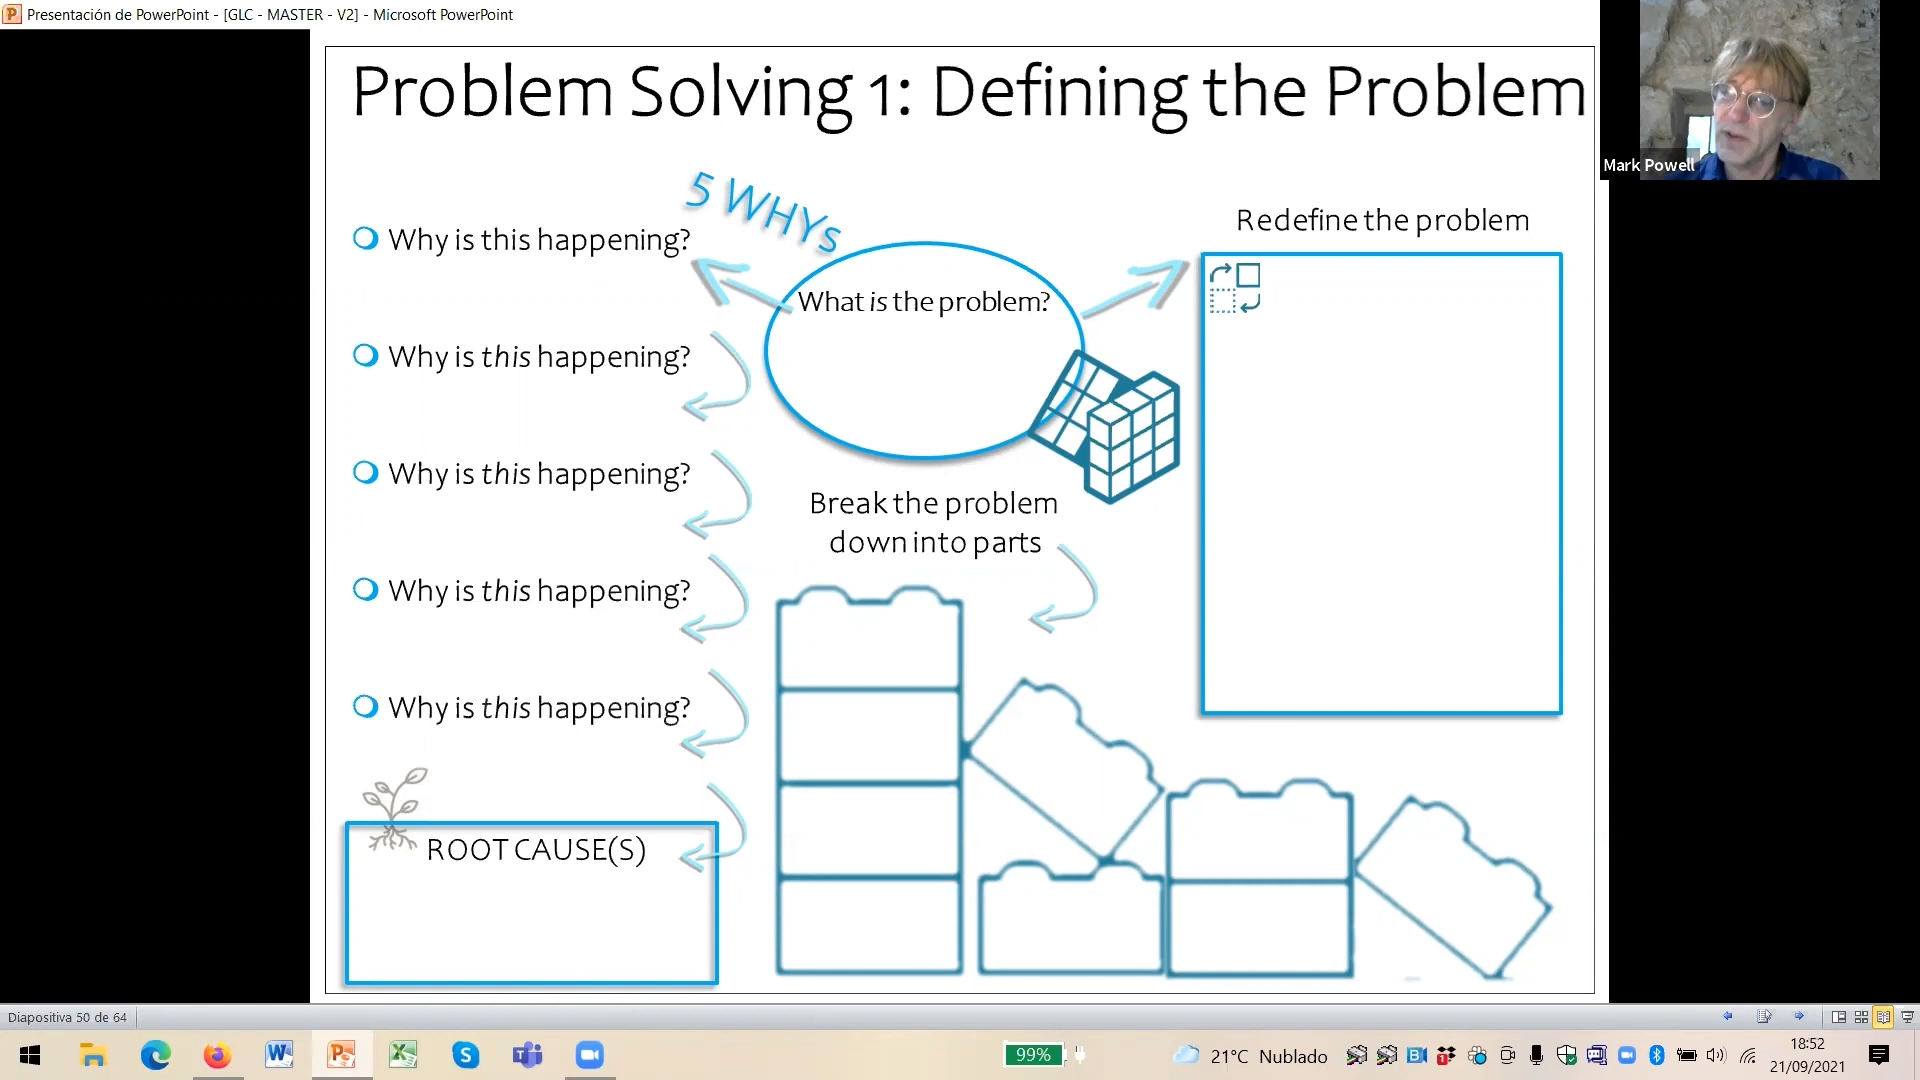 Presentación de PowerPoint - [GLC - MASTER - V2] - Microsoft PowerPoint
Problem Solving 1: Defining the Problem
Mark Powell
5 WHYs
Why is this happening?
Why is this happening?
Why is this happening?
Why is this happening?
Why is this happening?
ROOT CAUSE(S)
What is the problem?
Break the problem
down into parts
Redefine the problem
Diapositiva 50 de 64
99%
21°C Nublado
18:52
21/09/2021